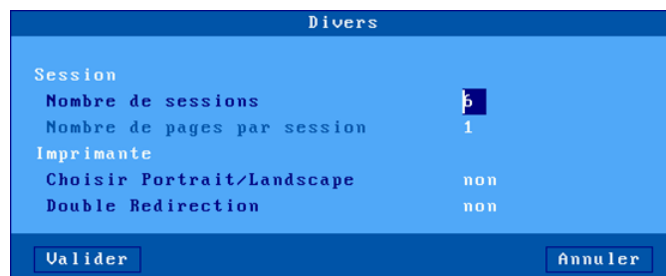 Divers
Session
Nombre de sessions 6
Nombre de pages par session 1
Imprimante
Choisir Portrait/Landscape non
Double Redirection non
Valider Annuler